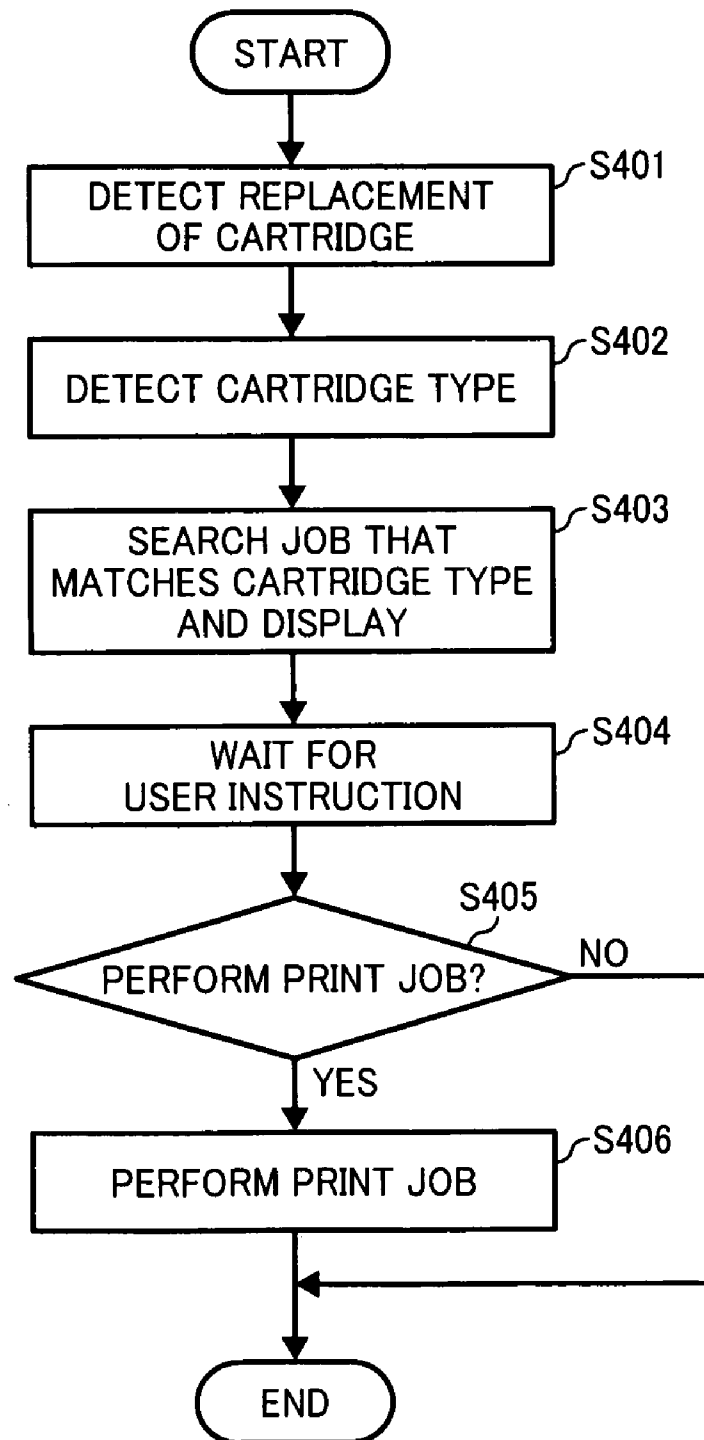 START
S401
DETECT REPLACEMENT
OF CARTRIDGE
S402
DETECT CARTRIDGE TYPE
S403
SEARCH JOB THAT
MATCHES CARTRIDGE TYPE
AND DISPLAY
S404
WAIT FOR
USER INSTRUCTION
S405
PERFORM PRINT JOB?
NO
YES
S406
PERFORM PRINT JOB
END